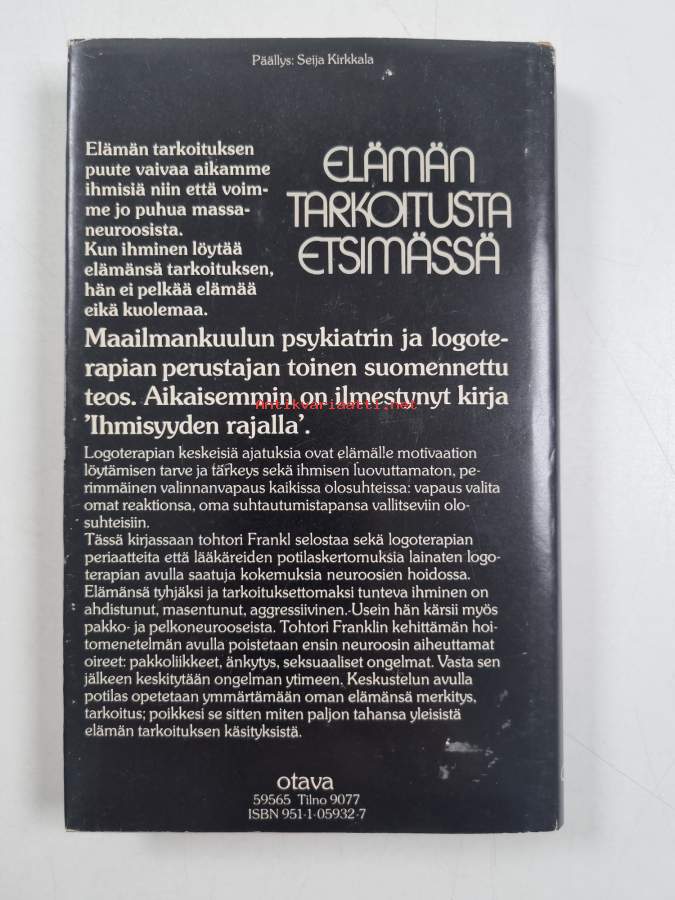 Päällys: Seija Kirkkala
Elämän tarkoituksen
puute vaivaa aikamme
ihmisiä niin että voim-
me jo puhua massa-
neuroosista.
Kun ihminen löytää
elämänsä tarkoituksen,
hän ei pelkää elämää
eikä kuolemaa.
ELÄMÄN
TARKOITUSTA
ETSIMÄSSÄ
Maailmankuulun psykiatrin ja logote-
rapian perustajan toinen suomennettu
teos. Aikaisemmin on ilmestynyt kirja
'Ihmisyyden rajalla'.
Antikvariaatti.net
Logoterapian keskeisiä ajatuksia ovat elämälle motivaation
löytämisen tarve ja tärkeys sekä ihmisen luovuttamaton, pe-
rimmäinen valinnanvapaus kaikissa olosuhteissa: vapaus valita
omat reaktionsa, oma suhtautumistapansa vallitseviin olo-
suhteisiin.
Tässä kirjassaan tohtori Frankl selostaa sekä logoterapian
periaatteita että lääkäreiden potilaskertomuksia lainaten logo-
terapian avulla saatuja kokemuksia neuroosien hoidossa.
Elämänsä tyhjäksi ja tarkoituksettomaksi tunteva ihminen on
ahdistunut, masentunut, aggressiivinen. Usein hän kärsii myös
pakko- ja pelkoneurooseista. Tohtori Franklin kehittämän hoi-
tomenetelmän avulla poistetaan ensin neuroosin aiheuttamat
oireet: pakkoliikkeet, änkytys, seksuaaliset ongelmat. Vasta sen
jälkeen keskitytään ongelman ytimeen. Keskustelun avulla
potilas opetetaan ymmärtämään oman elämänsä merkitys,
tarkoitus; poikkesi se sitten miten paljon tahansa yleisistä
elämän tarkoituksen käsityksistä.
otava
59565 Tilno 9077
ISBN 951-1-05932-7